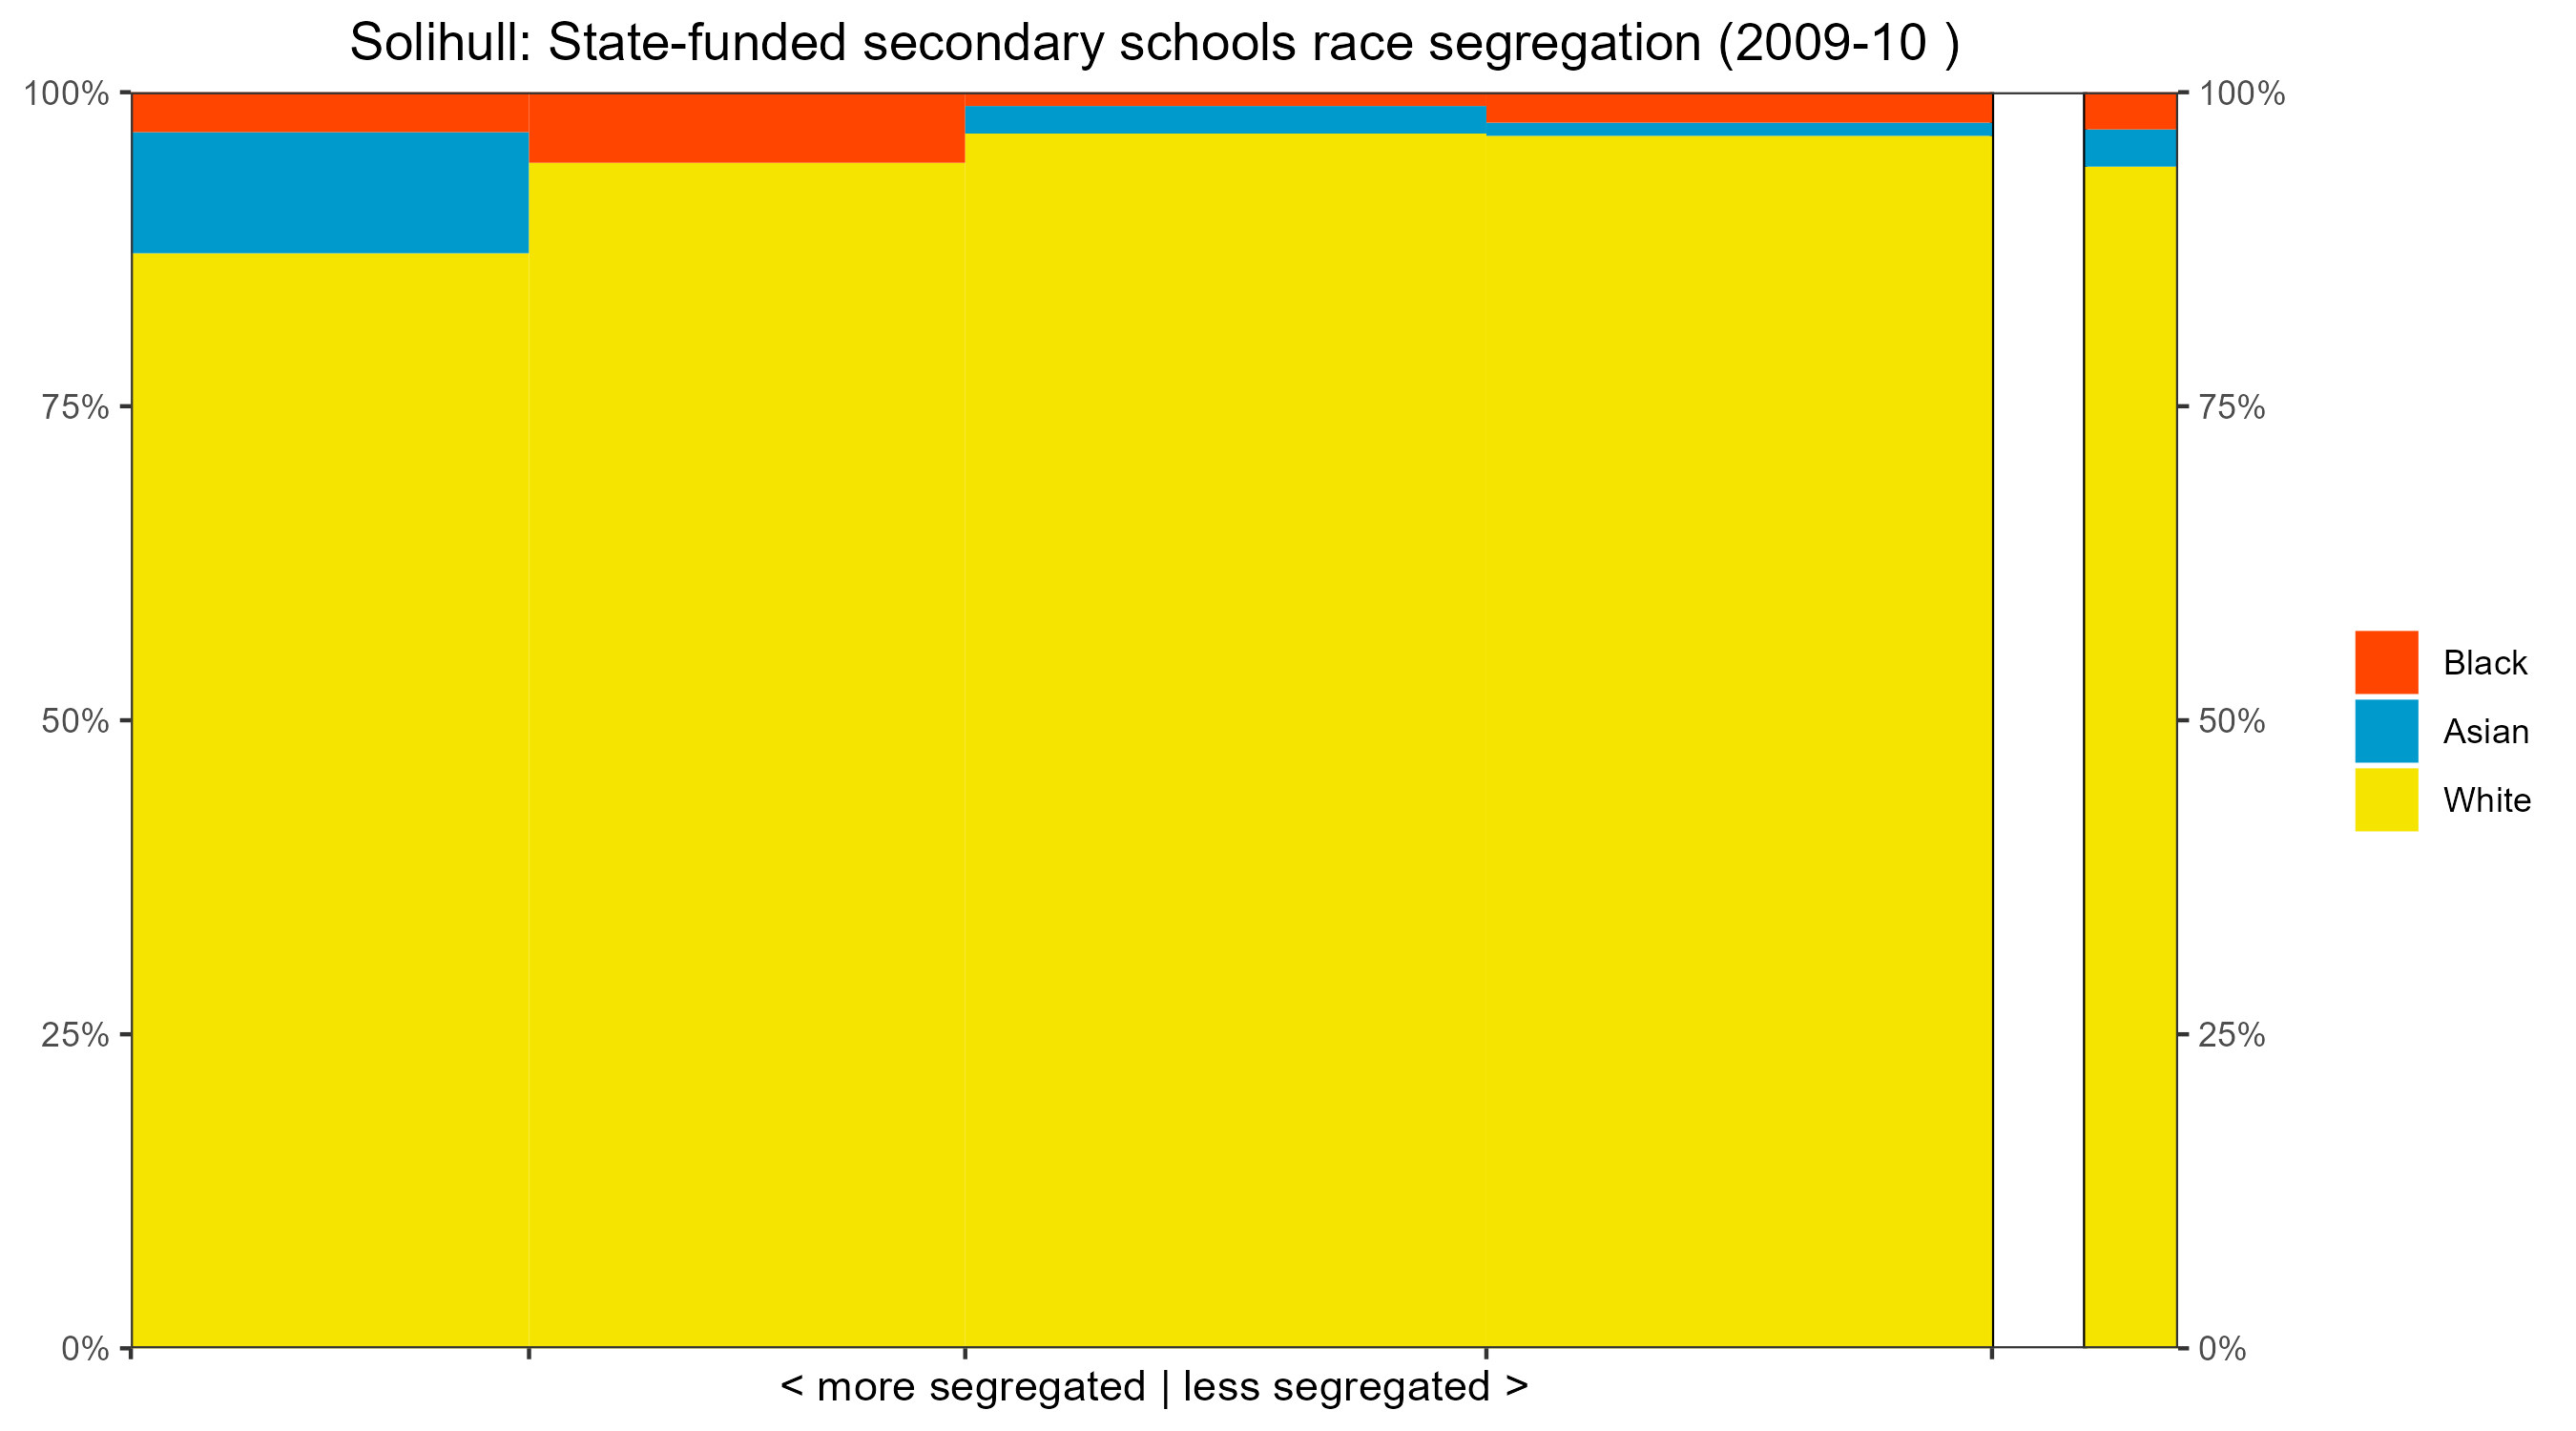 Solihull: State-funded secondary schools race segregation (2009-10 )
100%
75%
50%
25%
0%
100%
75%
50%
25%
0%
Black
Asian
White
< more segregated | less segregated >